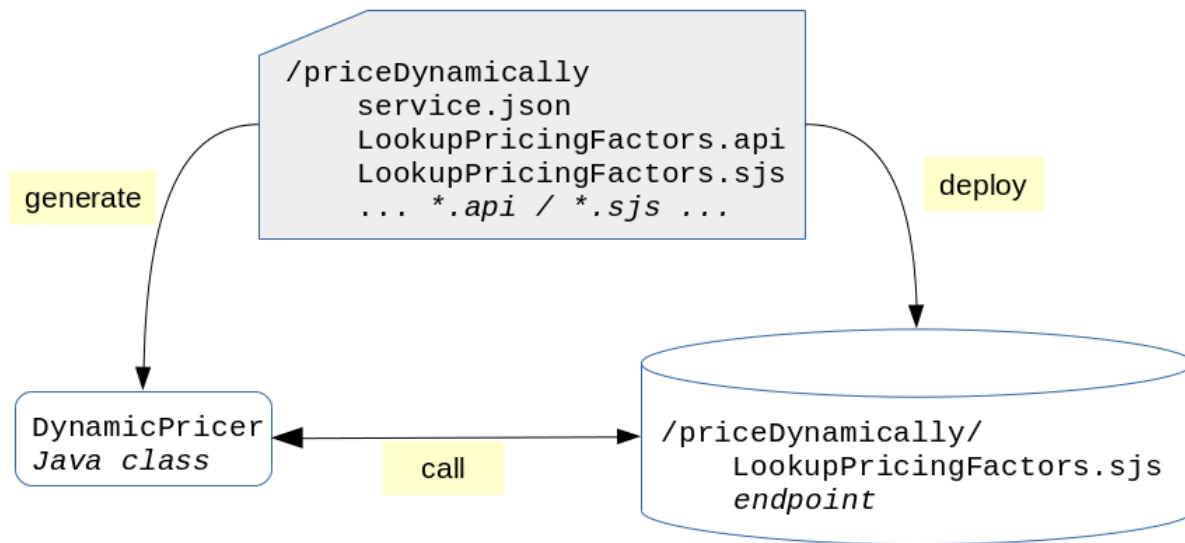 /priceDynamically
service.json
LookupPricingFactors.api
LookupPricingFactors.sjs
... *.api / *.sjs ...
generate
deploy
DynamicPricer
Java class
call
/priceDynamically/
LookupPricingFactors.sjs
endpoint